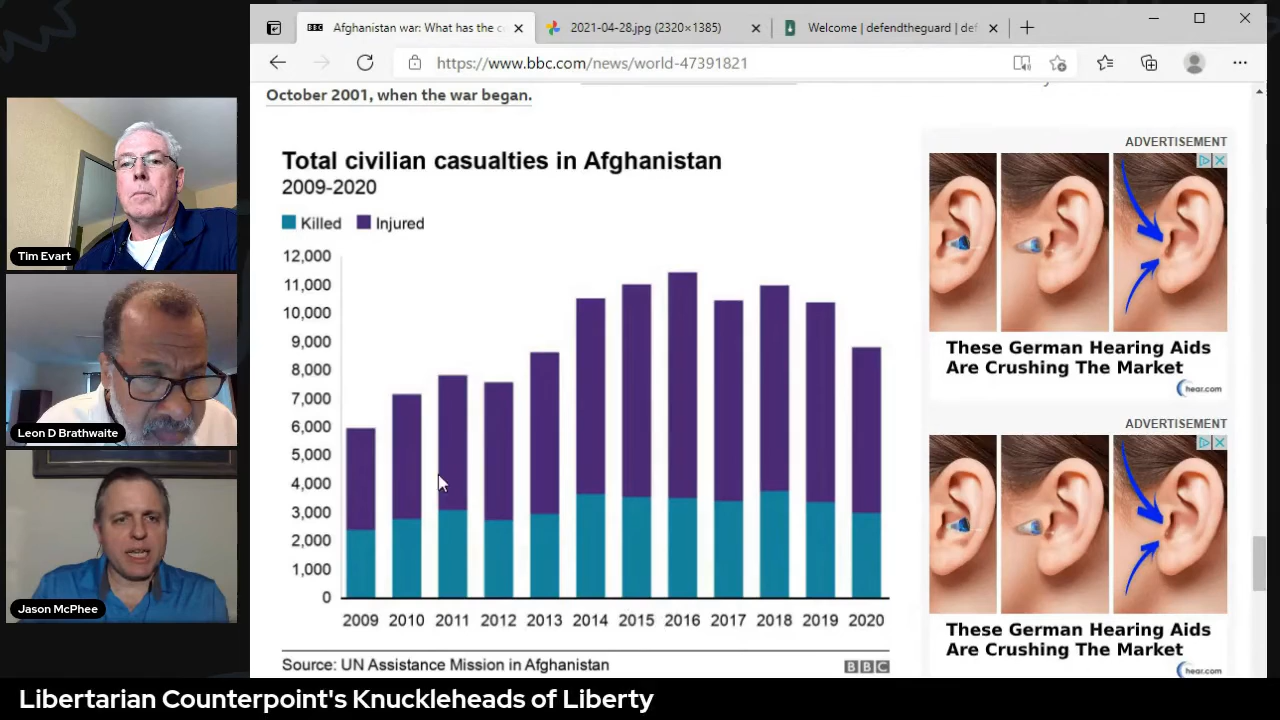 Afghanistan war: What has the c
2021-04-28.jpg (2320×1385)
Welcome | defendtheguard | def
https://www.bbc.com/news/world-47391821
October 2001, when the war began.
Total civilian casualties in Afghanistan
2009-2020
Killed Injured
12,000
11,000
10,000
9,000
8,000
7,000
6,000
5,000
4,000
3,000
2,000
1,000
0
2009 2010 2011 2012 2013 2014 2015 2016 2017 2018 2019 2020
Source: UN Assistance Mission in Afghanistan
BBC
ADVERTISEMENT
These German Hearing Aids
Are Crushing The Market
hear.com
ADVERTISEMENT
These German Hearing Aids
Are Crushing The Market
hear.com
Tim Evart
Leon D Brathwaite
Jason McPhee
Libertarian Counterpoint's Knuckleheads of Liberty